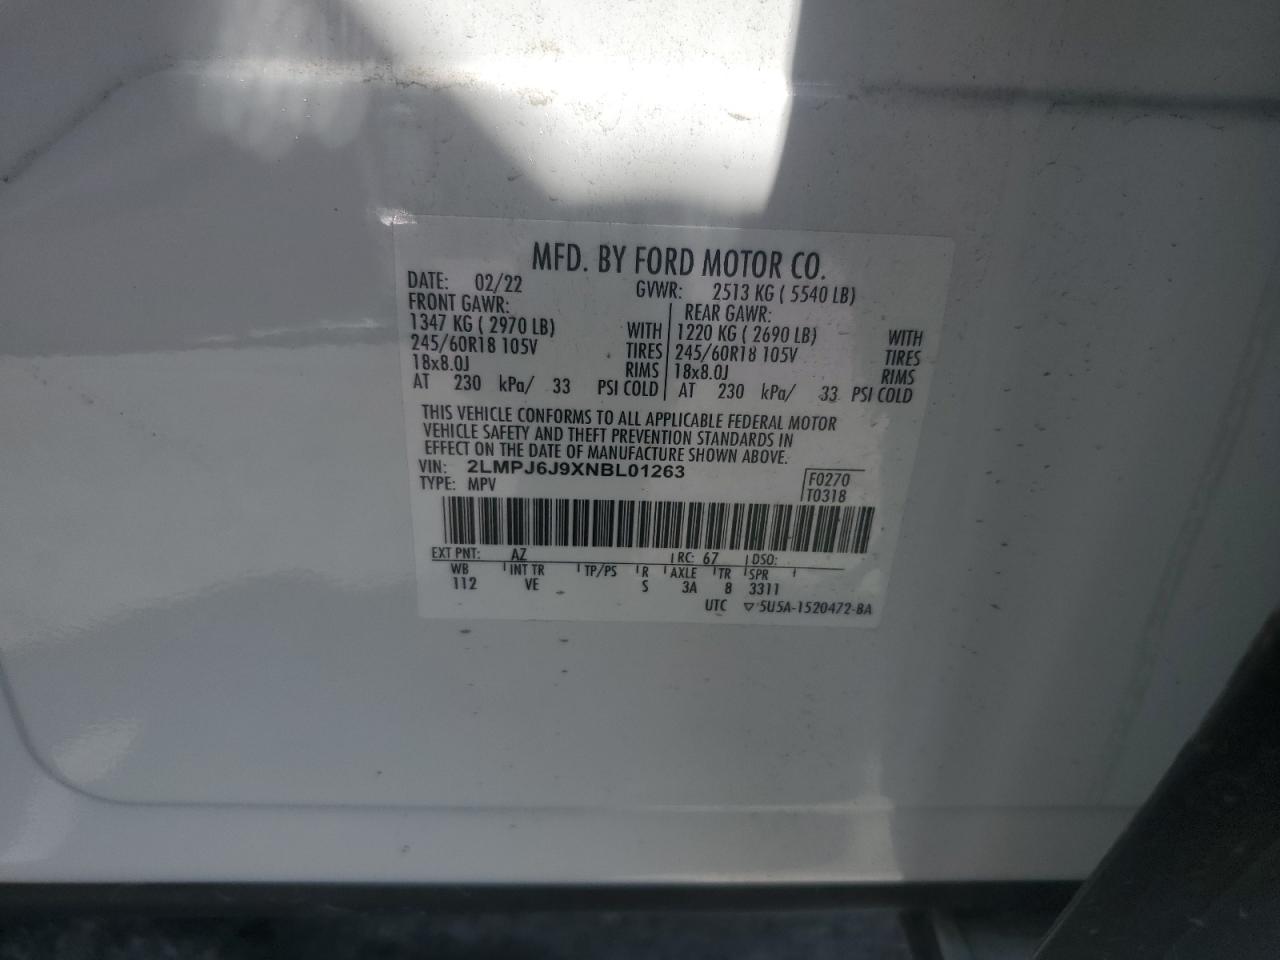 MFD. BY FORD MOTOR CO.
DATE: 02/22 GVWR: 2513 KG ( 5540 LB)
FRONT GAWR: REAR GAWR:
1347 KG ( 2970 LB) WITH 1220 KG ( 2690 LB) WITH
245/60R18 105V TIRES 245/60R18 105V TIRES
18x8.0J RIMS 18x8.0J RIMS
AT 230 kPa/ 33 PSI COLD AT 230 kPa/ 33 PSI COLD
THIS VEHICLE CONFORMS TO ALL APPLICABLE FEDERAL MOTOR
VEHICLE SAFETY AND THEFT PREVENTION STANDARDS IN
EFFECT ON THE DATE OF MANUFACTURE SHOWN ABOVE.
VIN: 2LMPJ6J9XNBL01263 F0270
TYPE: MPV T0318
EXT PNT: AZ RC: 67 DSO:
WB INT TR TP/PS R AXLE TR SPR
112 VE S 3A 8 3311
UTC ▽ 5U5A-1520472-BA